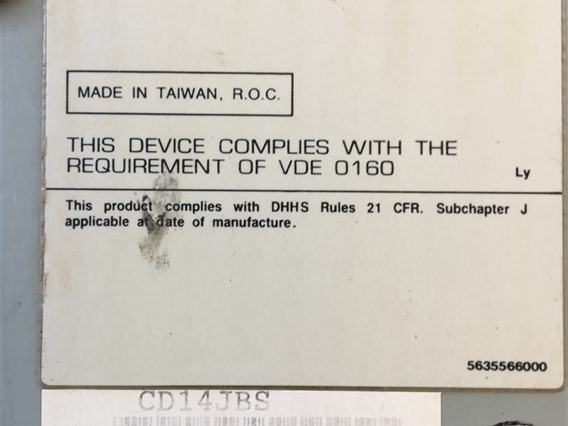 MADE IN TAIWAN, R.O.C.
THIS DEVICE COMPLIES WITH THE
REQUIREMENT OF VDE 0160
Ly
This product complies with DHHS Rules 21 CFR. Subchapter J
applicable at date of manufacture.
5635566000
CD14JBS